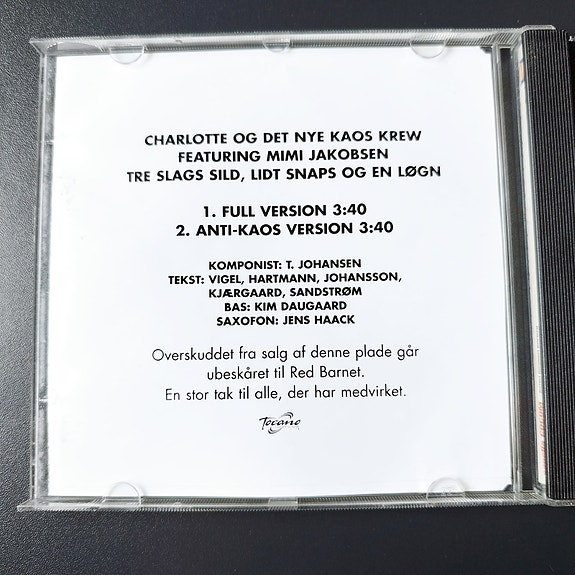 CHARLOTTE OG DET NYE KAOS KREW
FEATURING MIMI JAKOBSEN
TRE SLAGS SILD, LIDT SNAPS OG EN LØGN
1. FULL VERSION 3:40
2. ANTI-KAOS VERSION 3:40
KOMPONIST: T. JOHANSEN
TEKST: VIGEL, HARTMANN, JOHANSSON,
KJÆRGAARD, SANDSTRØM
BAS: KIM DAUGAARD
SAXOFON: JENS HAACK
Overskuddet fra salg af denne plade går
ubeskåret til Red Barnet.
En stor tak til alle, der har medvirket.
Tocano